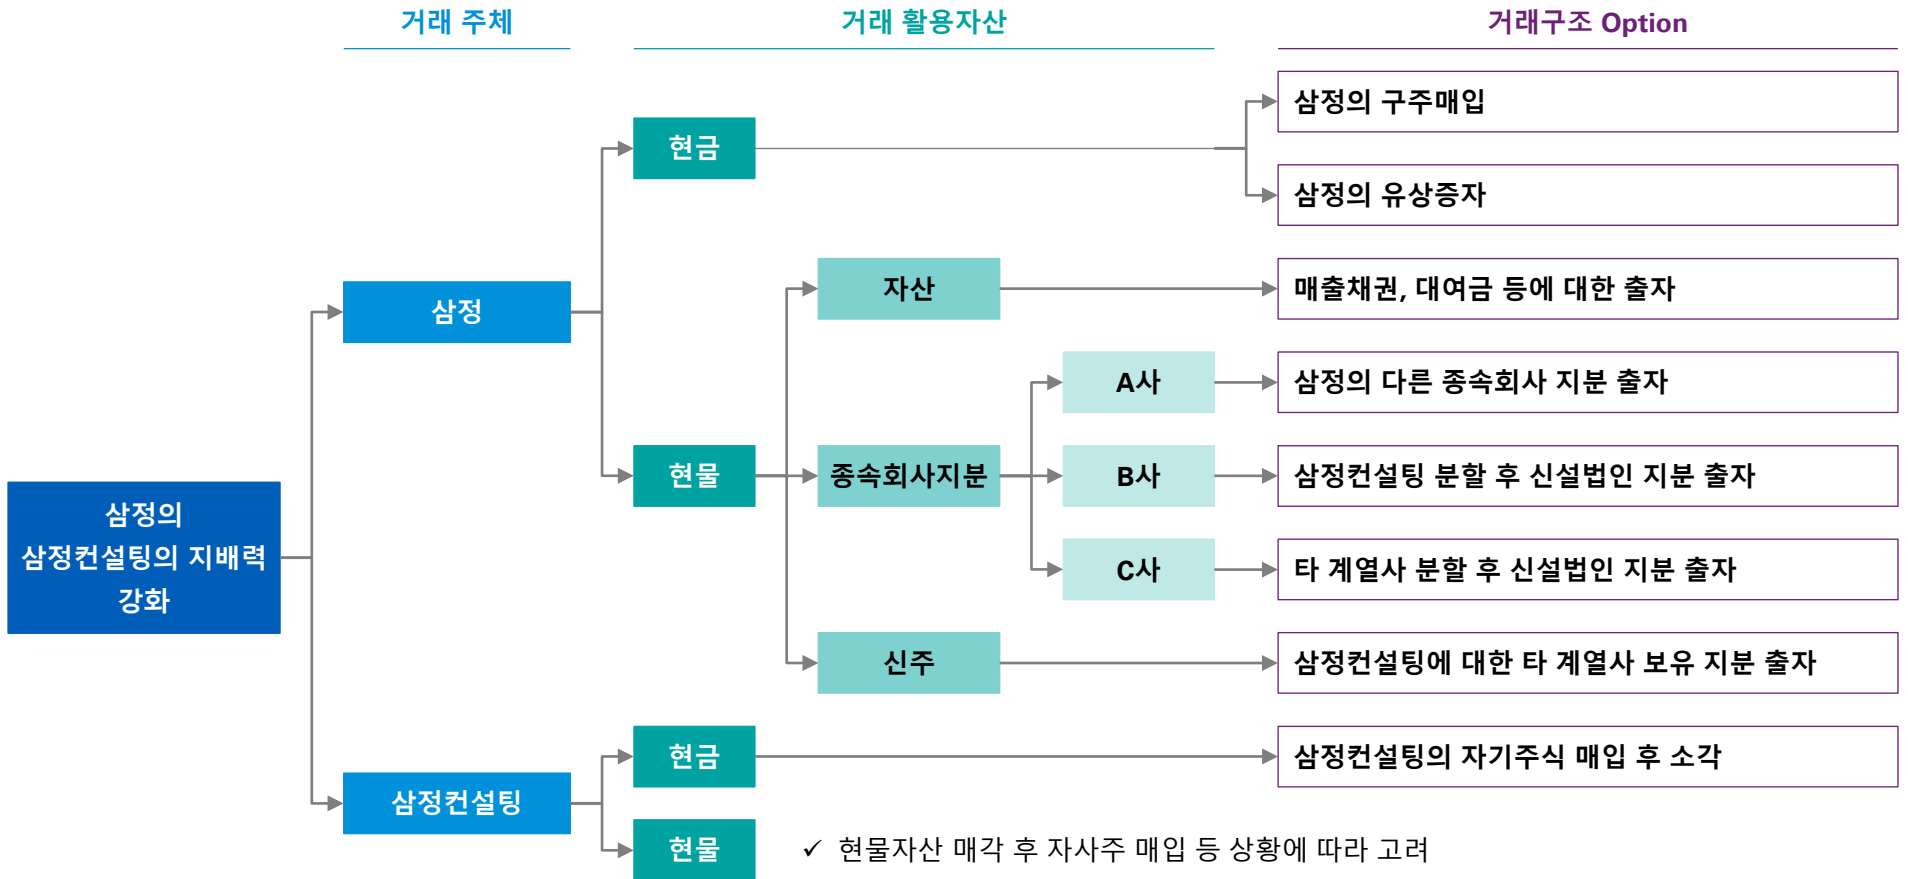 거래 주체
거래 활용자산
거래구조 Option
삼정의
삼정컨설팅의 지배력
강화
삼정
현금
삼정의 구주매입
삼정의 유상증자
현물
자산
매출채권, 대여금 등에 대한 출자
종속회사지분
A사
삼정의 다른 종속회사 지분 출자
B사
삼정컨설팅 분할 후 신설법인 지분 출자
C사
타 계열사 분할 후 신설법인 지분 출자
신주
삼정컨설팅에 대한 타 계열사 보유 지분 출자
삼정컨설팅
현금
삼정컨설팅의 자기주식 매입 후 소각
현물
✓ 현물자산 매각 후 자사주 매입 등 상황에 따라 고려